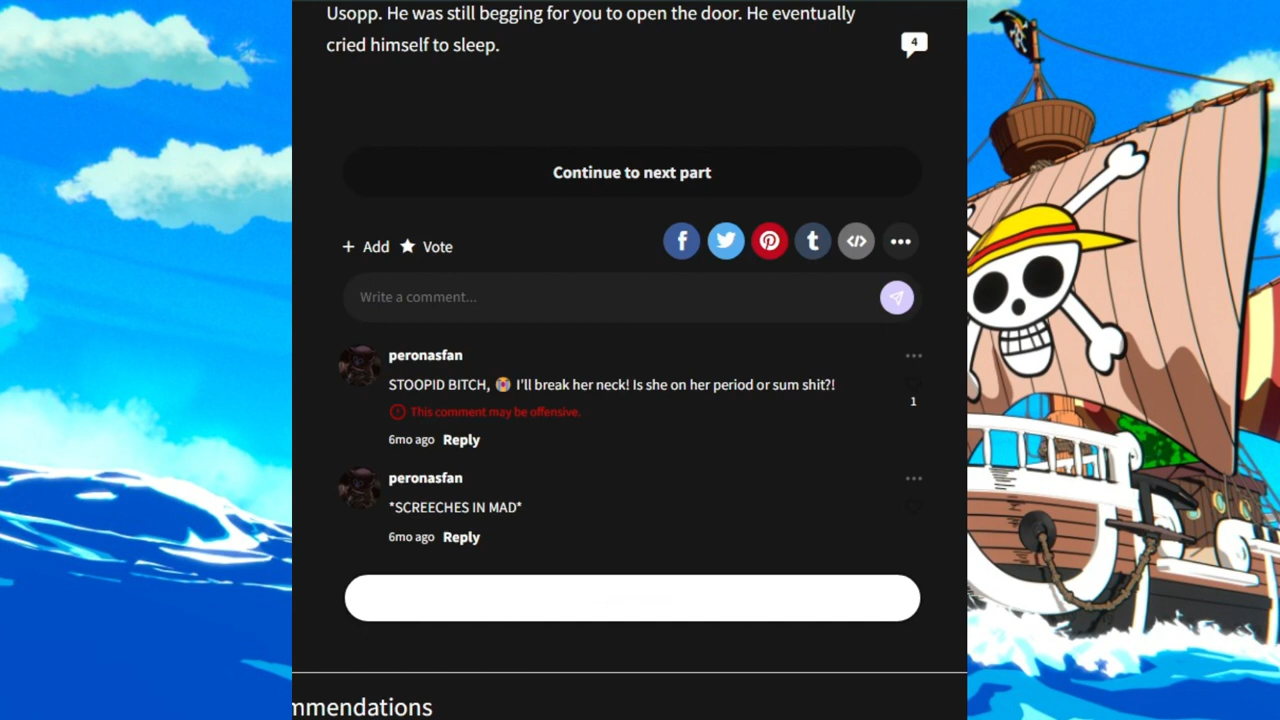 Usopp. He was still begging for you to open the door. He eventually
cried himself to sleep.
4
Continue to next part
+ Add ★ Vote
f t </> •••
Write a comment...
peronasfan
STOOPID BITCH, I'll break her neck! Is she on her period or sum shit?!
1
This comment may be offensive.
6mo ago Reply
peronasfan
*SCREECHES IN MAD*
6mo ago Reply
mmendations